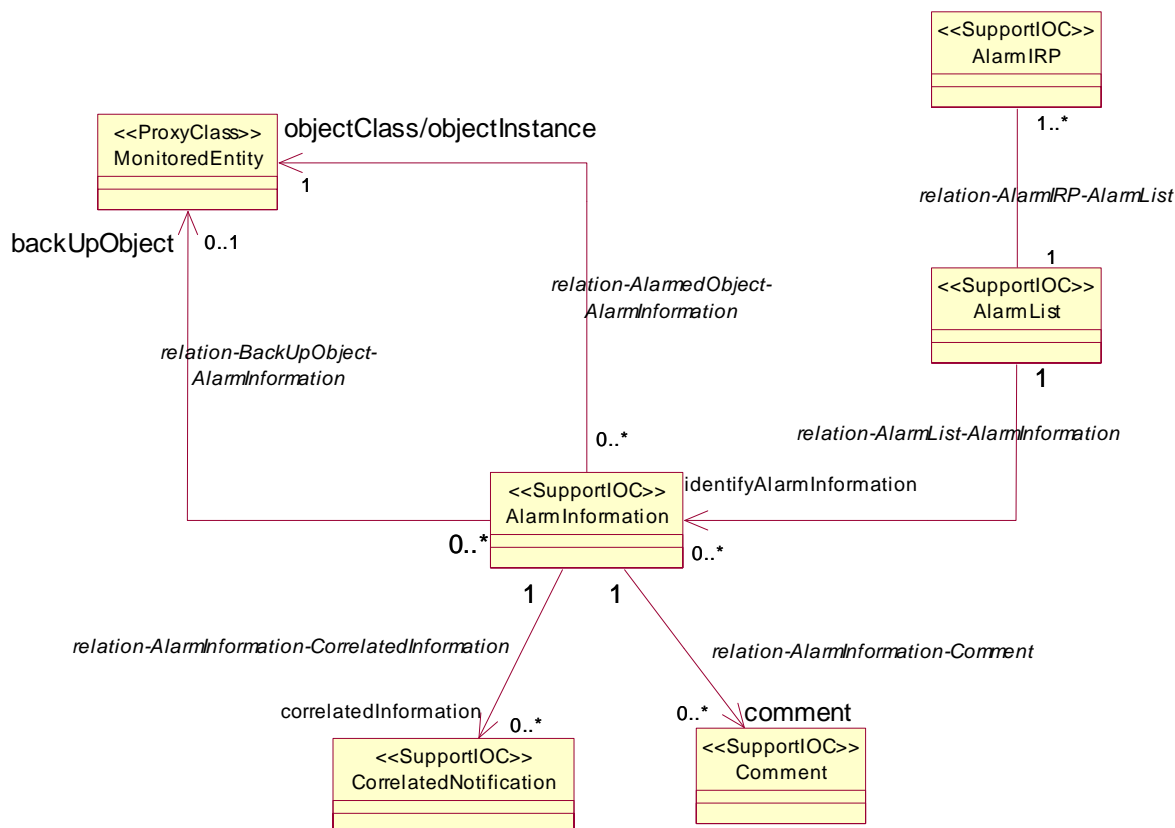 <<SupportIOC>>
AlarmIRP
1..*
relation-AlarmIRP-AlarmList
1
<<SupportIOC>>
AlarmList
1
<<ProxyClass>>
MonitoredEntity
objectClass/objectInstance
1
backUpObject
0..1
relation-AlarmedObject-
AlarmInformation
relation-BackUpObject-
AlarmInformation
relation-AlarmList-AlarmInformation
0..*
identifyAlarmInformation
<<SupportIOC>>
AlarmInformation
0..*
0..*
1
1
relation-AlarmInformation-CorrelatedInformation
relation-AlarmInformation-Comment
correlatedInformation
0..*
0..*
comment
<<SupportIOC>>
CorrelatedNotification
<<SupportIOC>>
Comment